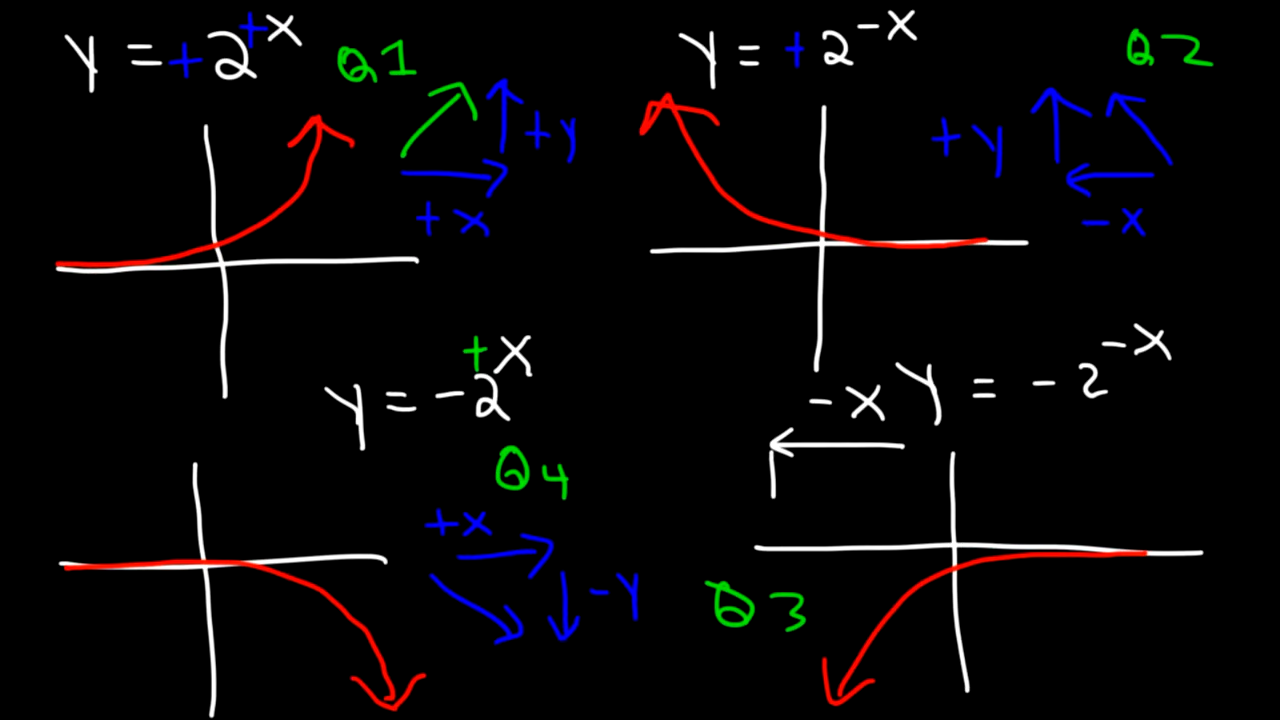 y = +2^{+x}
Q1
+y
+x
y = +2^{-x}
Q2
+y
-x
y = -2^{+x}
Q4
+x
-y
-x
y = -2^{-x}
Q3